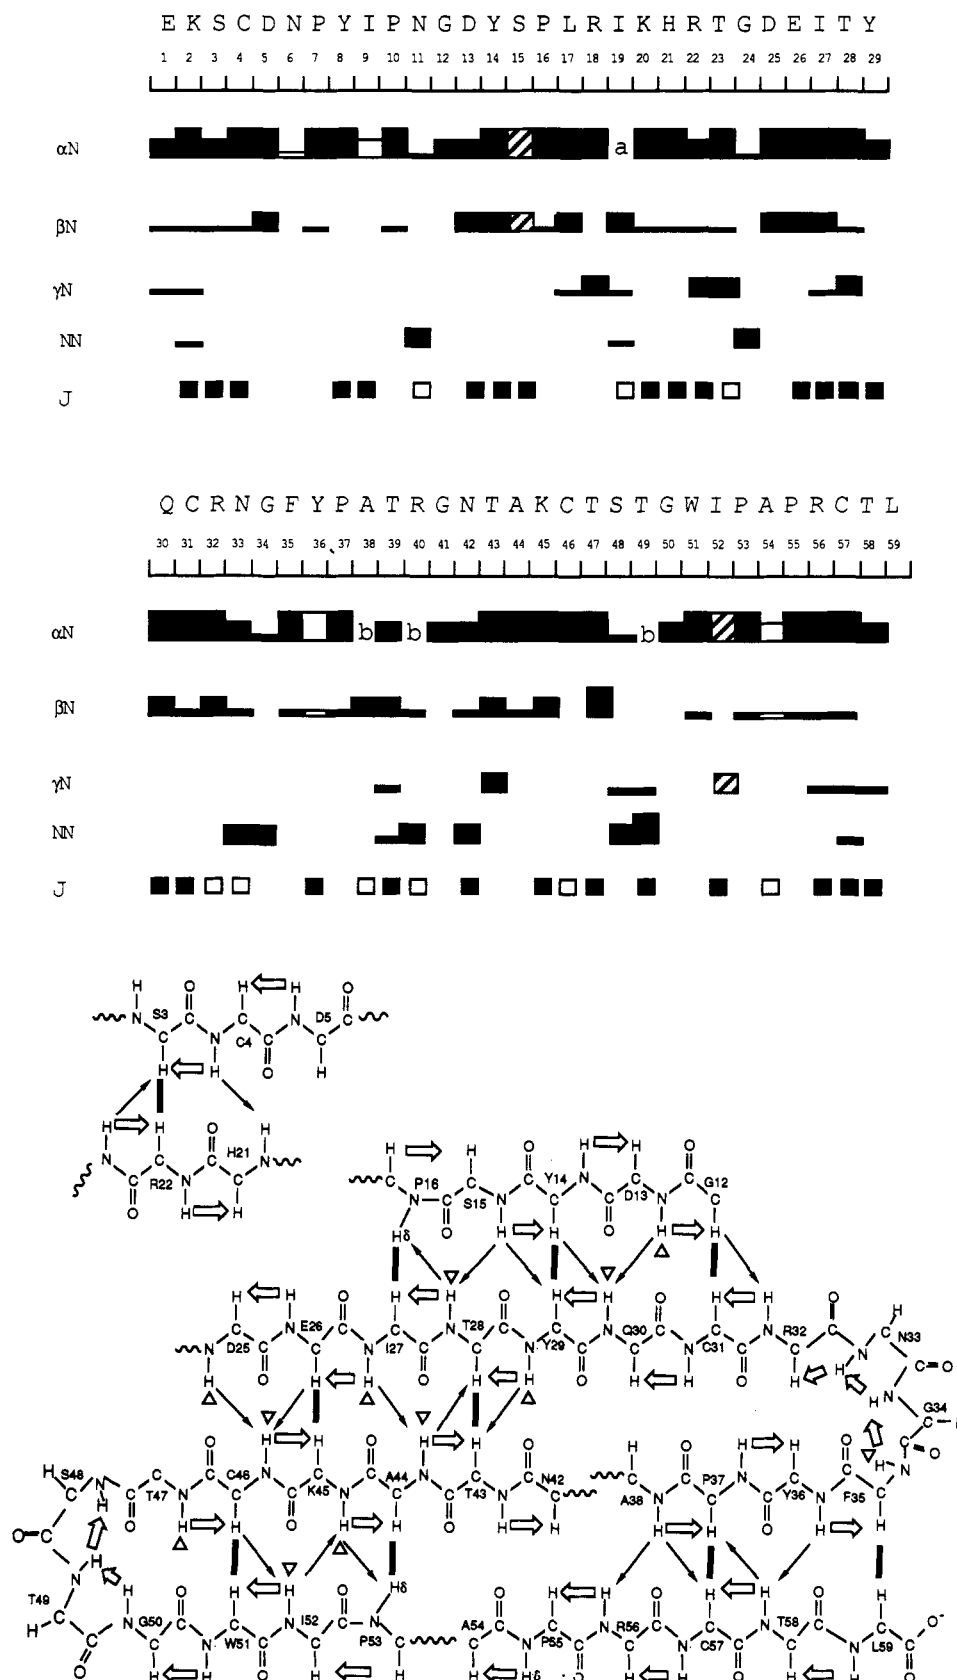 E K S C D N P Y I P N G D Y S P L R I K H R T G D E I T Y
1 2 3 4 5 6 7 8 9 10 11 12 13 14 15 16 17 18 19 20 21 22 23 24 25 26 27 28 29
αN a
βN
γN
NN
J
Q C R N G F Y P A T R G N T A K C T S T G W I P A P R C T L
30 31 32 33 34 35 36 37 38 39 40 41 42 43 44 45 46 47 48 49 50 51 52 53 54 55 56 57 58 59
αN b b b
βN
γN
NN
J
H O H H O
N S3 C N C4 C N D5 C
C N C C
H H O H
H H O H
N C R22 C N H21 C N
O H H
H H O H H O
N P16 C S15 N C Y14 N C D13 N C G12
Hδ O H H O H H
H H O H H O H H O H
N D25 C E26 N C I27 N C T28 N C Y29 N C Q30 N C C31 N C R32 N C N33
H O H H O H H O H H O H H
G34
O H H O H H O H O H H O H
S48 N C T47 N C C46 N C K45 N C A44 N C T43 N C N42 C A38 N C P37 N C Y36 N C F35
O H H O H H O H H H O H H
T49 H H O H H O Hδ H H O H H O H O⁻
N G50 C N W51 C N I52 C N P53 C A54 C N P55 C N R56 C N C57 C N T58 C N L59 C
O H H O H H H Hδ O H H O H H O